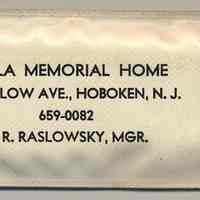 LA MEMORIAL HOME
LOW AVE., HOBOKEN, N. J.
659-0082
R. RASLOWSKY, MGR.